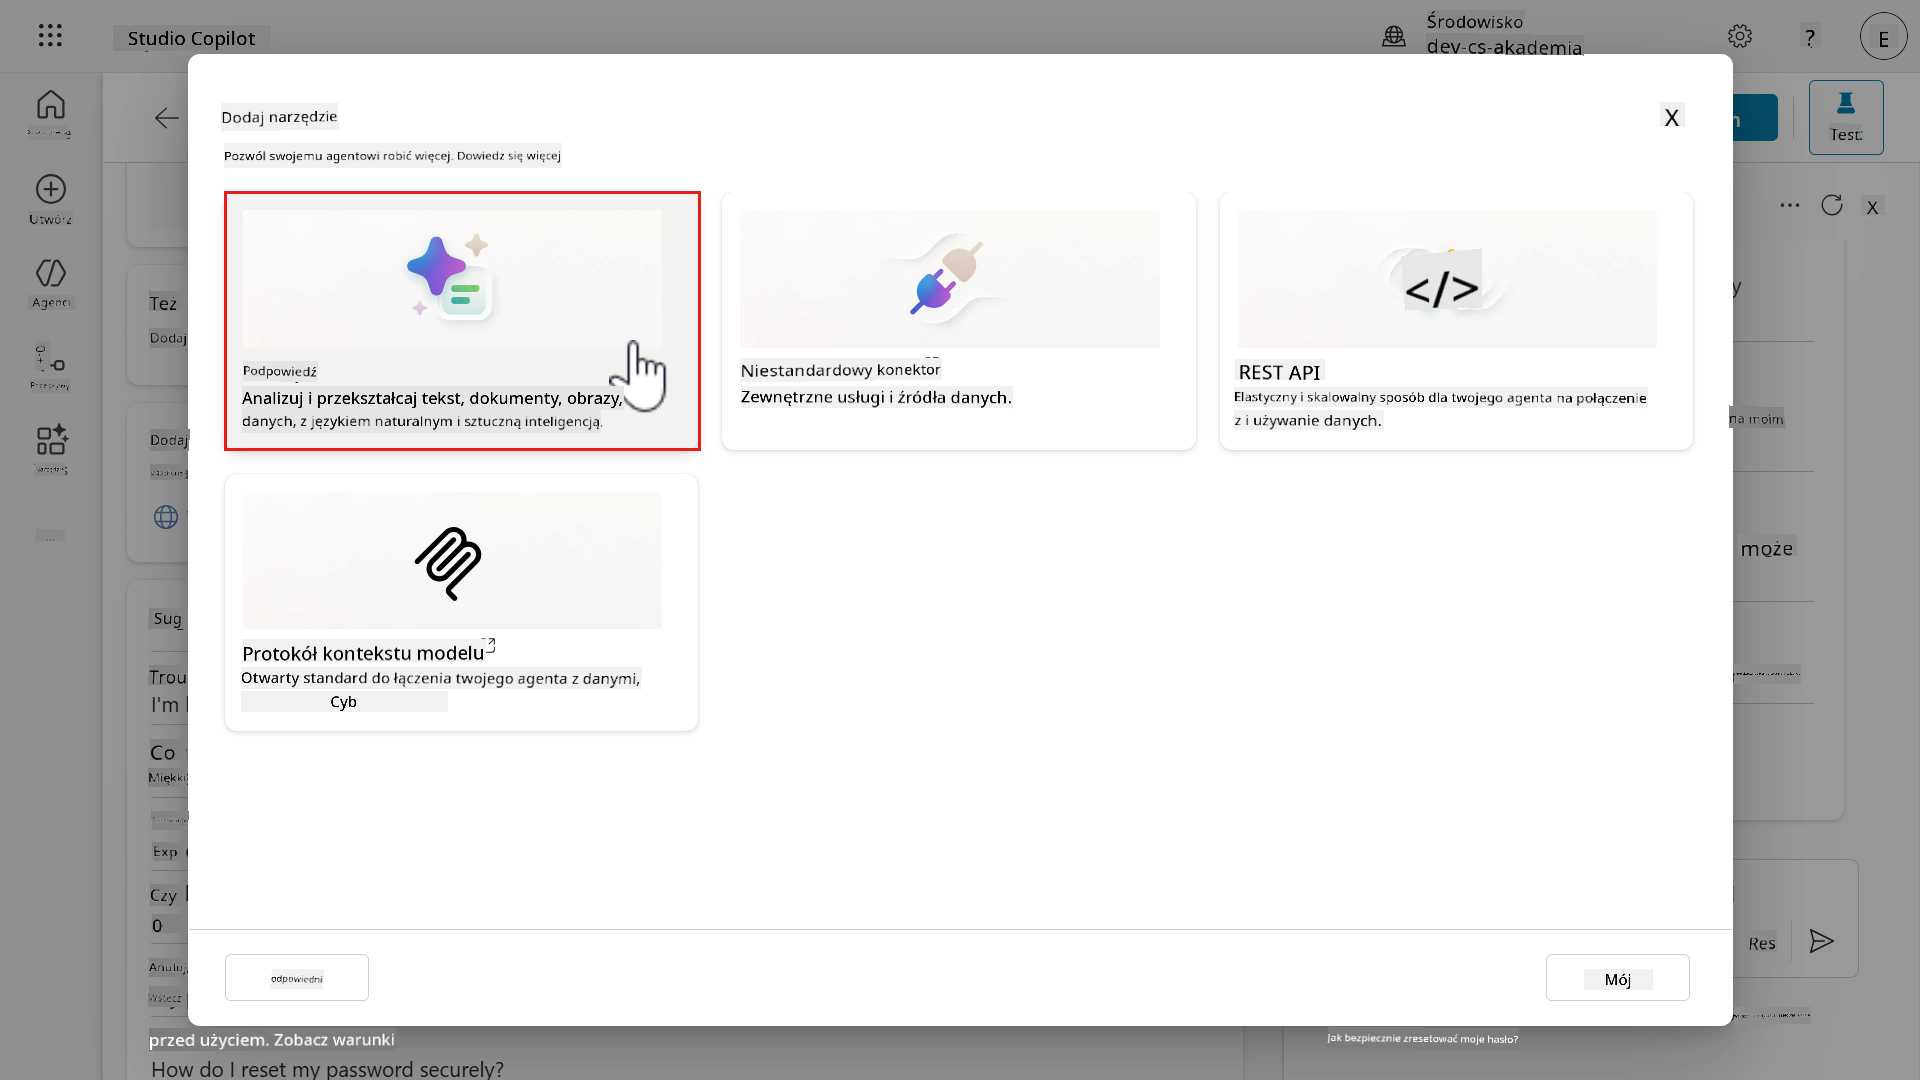 Studio Copilot
Środowisko
dev-cs-akademia
?
E
Dodaj narzędzie
X
Pozwól swojemu agentowi robić więcej. Dowiedz się więcej
Test:
Utwórz
Agenci
X
Też
Dodaj
Podpowiedź
Analizuj i przekształcaj tekst, dokumenty, obrazy,
danych, z językiem naturalnym i sztuczną inteligencją.
Niestandardowy konektor
Zewnętrzne usługi i źródła danych.
</>
REST API
Elastyczny i skalowalny sposób dla twojego agenta na połączenie
z i używanie danych.
Przepływy
Dodaj
na moim
może
Protokół kontekstu modelu
Otwarty standard do łączenia twojego agenta z danymi,
Cyb
Sug
Trou
I'm
Co
Miękki
Exp
Czy
0
Anuluj
Wstecz
odpowiedni
Mój
Res
przed użyciem. Zobacz warunki
Jak bezpiecznie zresetować moje hasło?
How do I reset my password securely?